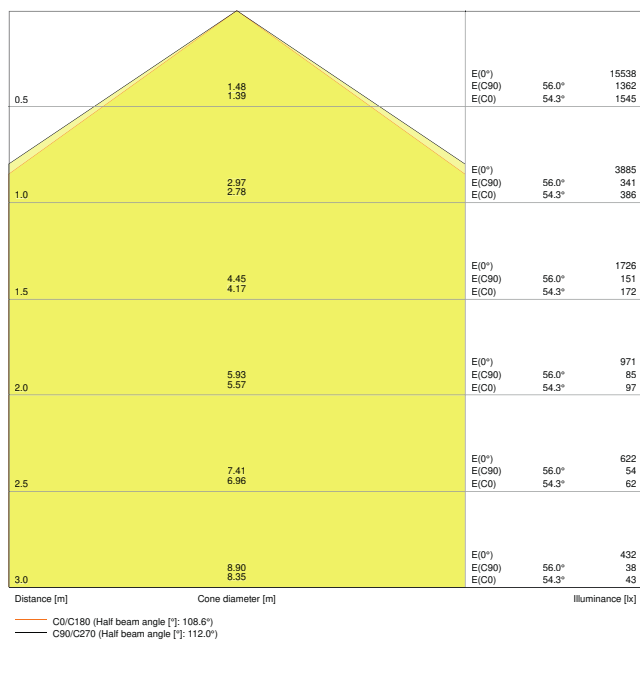 E(0°) 15538
1.48 E(C90) 56.0° 1362
0.5 1.39 E(C0) 54.3° 1545
E(0°) 3885
2.97 E(C90) 56.0° 341
1.0 2.78 E(C0) 54.3° 386
E(0°) 1726
4.45 E(C90) 56.0° 151
1.5 4.17 E(C0) 54.3° 172
E(0°) 971
5.93 E(C90) 56.0° 85
2.0 5.57 E(C0) 54.3° 97
E(0°) 622
7.41 E(C90) 56.0° 54
2.5 6.96 E(C0) 54.3° 62
E(0°) 432
8.90 E(C90) 56.0° 38
3.0 8.35 E(C0) 54.3° 43
Distance [m] Cone diameter [m] Illuminance [lx]
C0/C180 (Half beam angle [°]: 108.6°)
C90/C270 (Half beam angle [°]: 112.0°)